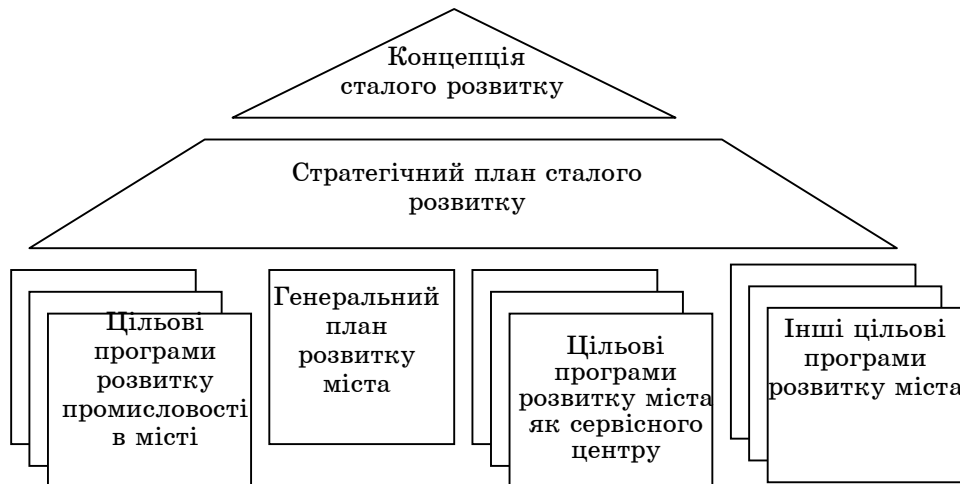 Концепція
сталого розвитку
Стратегічний план сталого
розвитку
Цільові
програми
розвитку
промисловості
в місті
Генеральний
план
розвитку
міста
Цільові
програми
розвитку міста
як сервісного
центру
Інші цільові
програми
розвитку міста